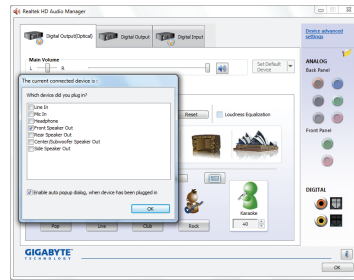 Realtek HD Audio Manager
Digital Output(Optical)
Digital Output
Digital Input
Device advanced
settings
Main Volume
L
R
Set Default
Device
ANALOG
Back Panel
The current connected device is :
Which device did you plug in?
Line In
Mic In
Headphone
Front Speaker Out
Rear Speaker Out
Center/Subwoofer Speaker Out
Side Speaker Out
Enable auto popup dialog, when device has been plugged in
OK
Reset
Loudness Equalization
Front Panel
Karaoke
Pop
Live
Club
Rock
40
DIGITAL
GIGABYTE
TECHNOLOGY
OK